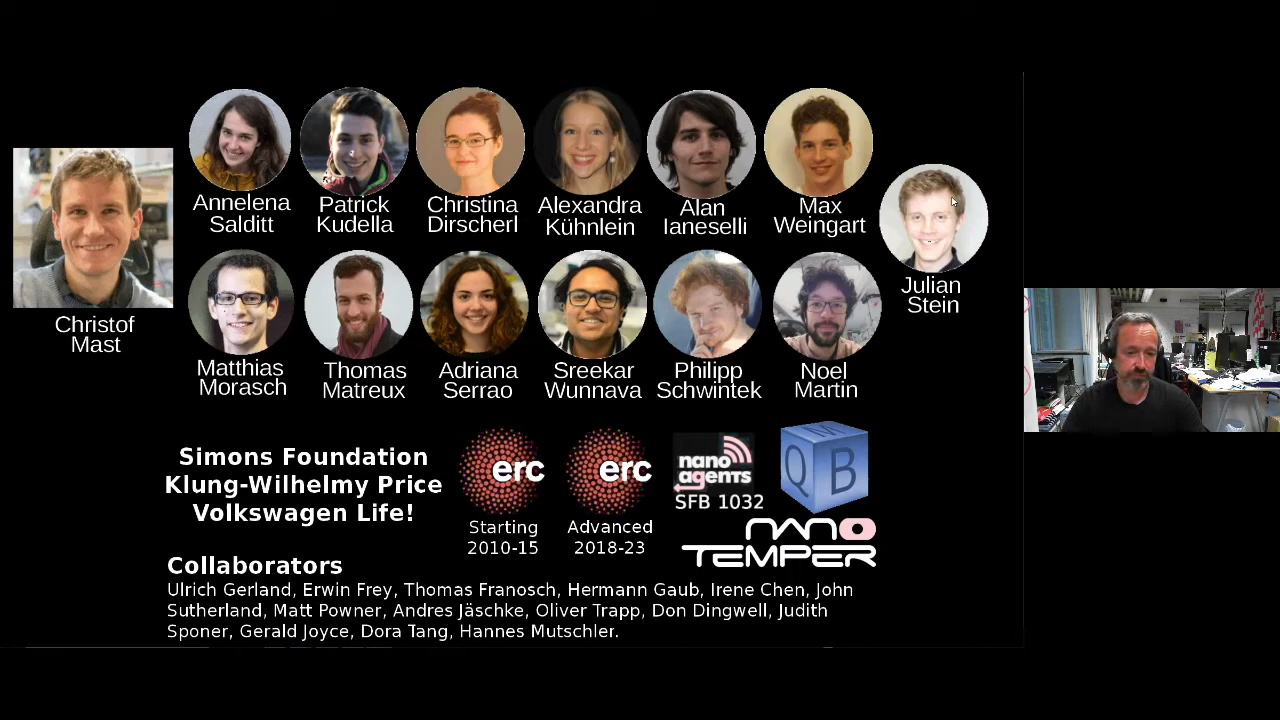 Annelena
Salditt
Patrick
Kudella
Christina
Dirscherl
Alexandra
Kühnlein
Alan
Ianeselli
Max
Weingart
Julian
Stein
Christof
Mast
Matthias
Morasch
Thomas
Matreux
Adriana
Serrao
Sreekar
Wunnava
Philipp
Schwintek
Noel
Martin
Simons Foundation
Klung-Wilhelmy Price
Volkswagen Life!
erc
Starting
2010-15
erc
Advanced
2018-23
nano
agents
SFB 1032
Q M B
NANO
TEMPER
Collaborators
Ulrich Gerland, Erwin Frey, Thomas Franosch, Hermann Gaub, Irene Chen, John
Sutherland, Matt Powner, Andres Jäschke, Oliver Trapp, Don Dingwell, Judith
Sponer, Gerald Joyce, Dora Tang, Hannes Mutschler.